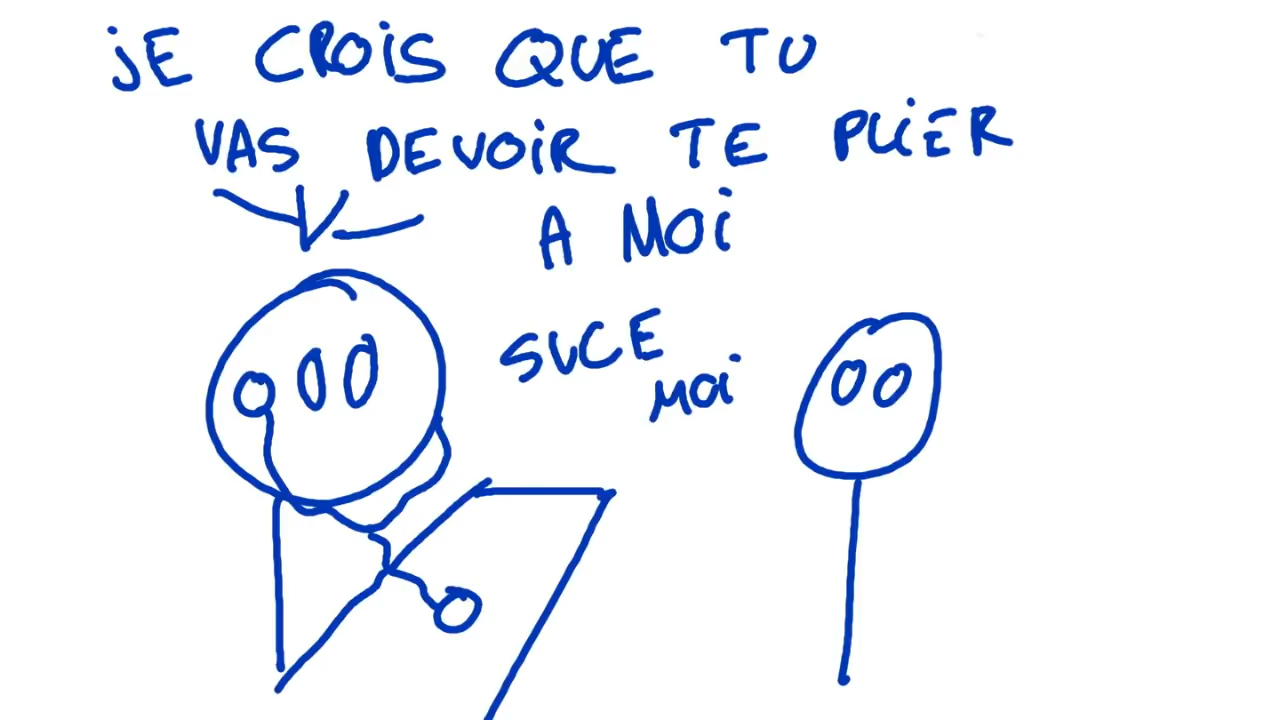 JE CROIS QUE TU
VAS DEVOIR TE PLIER
A MOI
SUCE
MOI